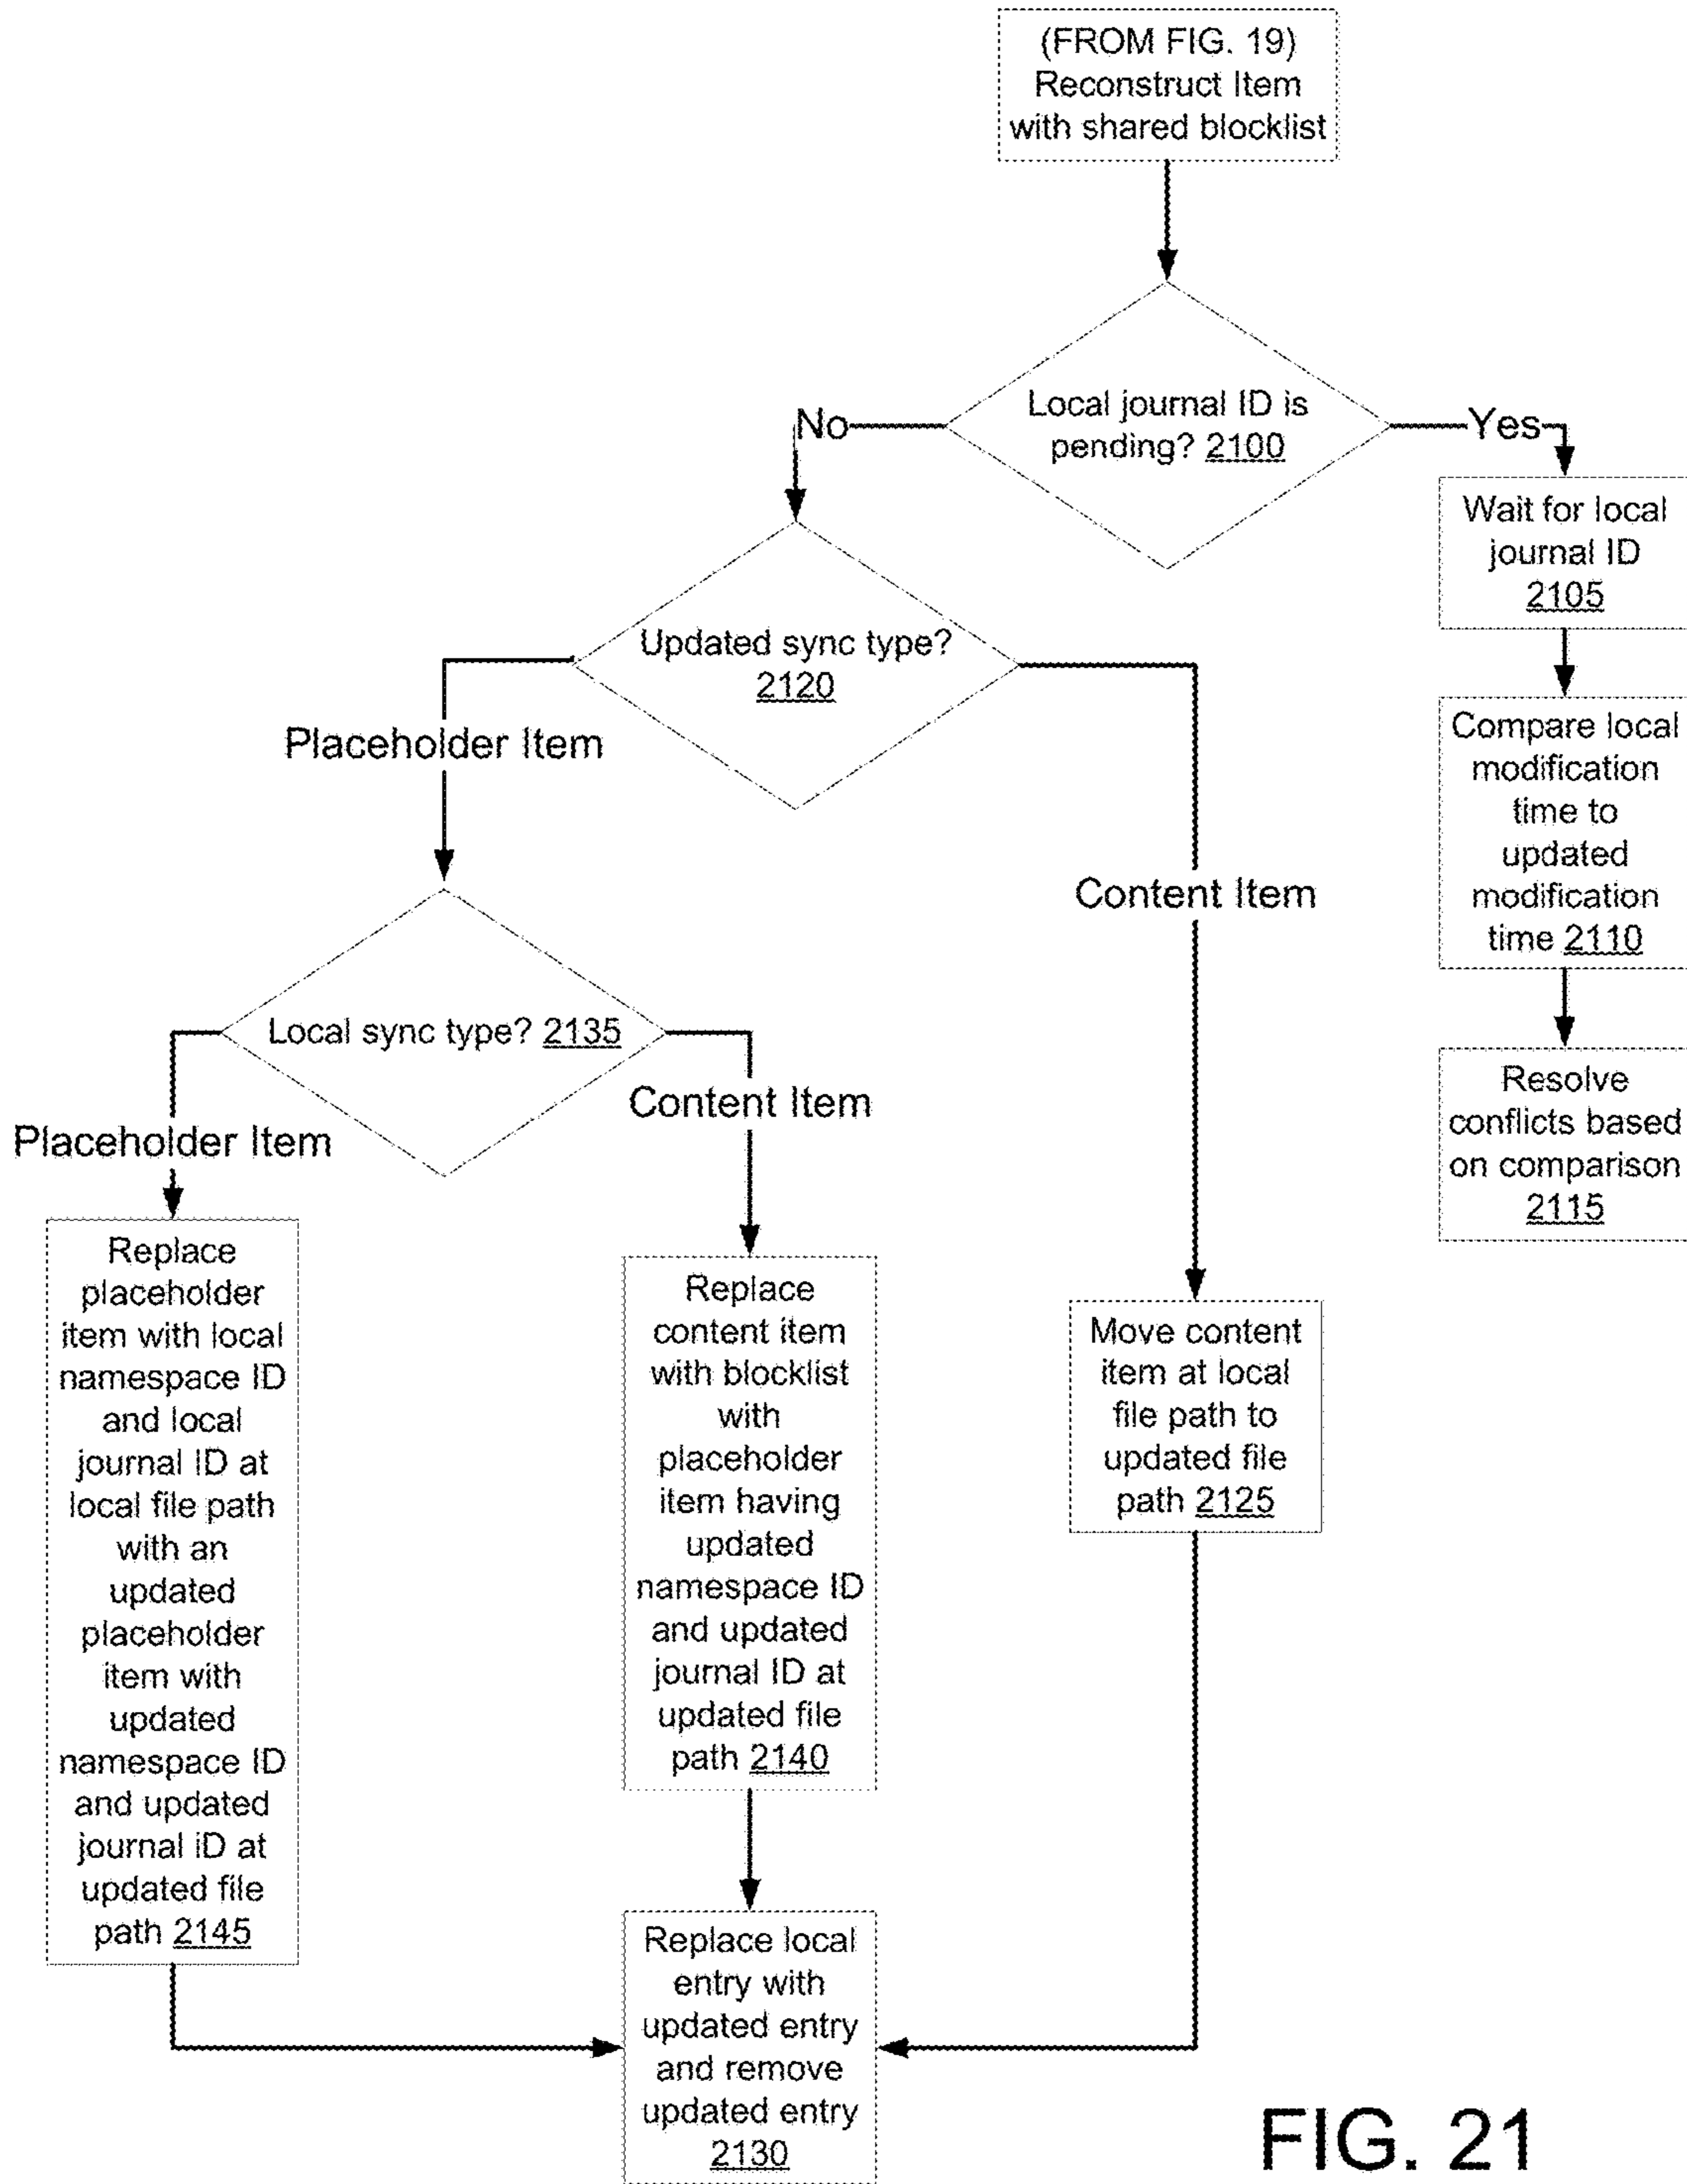 (FROM FIG. 19)
Reconstruct Item
with shared blocklist
Local journal ID is
pending? 2100
No
Yes
Wait for local
journal ID
2105
Updated sync type?
2120
Compare local
modification
time to
updated
modification
time 2110
Placeholder Item
Content Item
Local sync type? 2135
Resolve
conflicts based
on comparison
2115
Placeholder Item
Content Item
Replace
placeholder
item with local
namespace ID
and local
journal ID at
local file path
with an
updated
placeholder
item with
updated
namespace ID
and updated
journal iD at
updated file
path 2145
Replace
content item
with blocklist
with
placeholder
item having
updated
namespace ID
and updated
journal ID at
updated file
path 2140
Move content
item at local
file path to
updated file
path 2125
Replace local
entry with
updated entry
and remove
updated entry
2130
FIG. 21